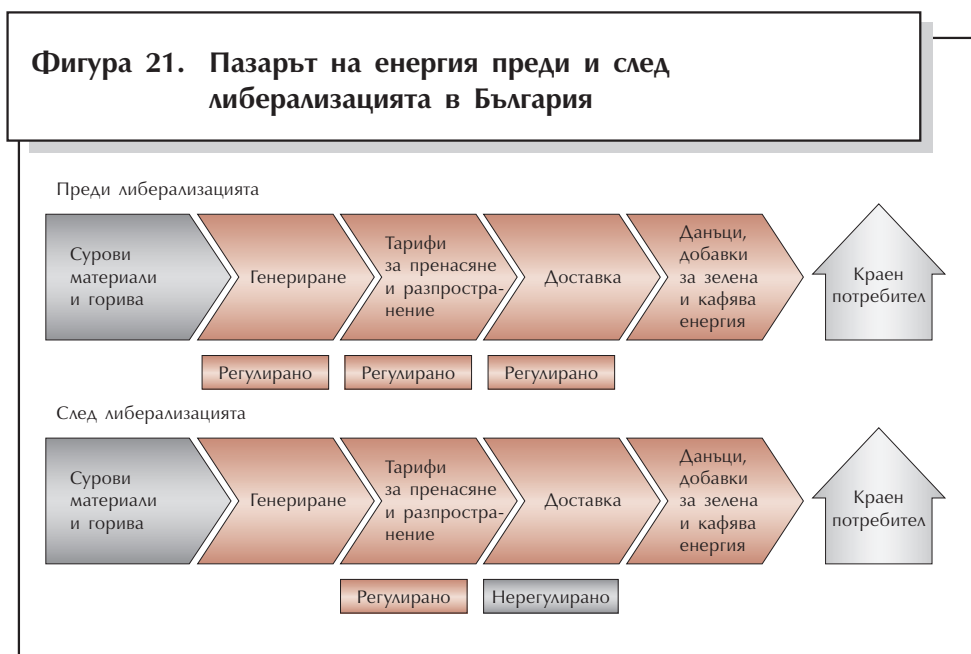 Фигура 21. Пазарът на енергия преди и след
либерализацията в България
Преди либерализацията
Сурови
материали
и горива
Генериране
Тарифи
за пренасяне
и разпростра-
нение
Доставка
Данъци,
добавки
за зелена
и кафява
енергия
Краен
потребител
Регулирано
Регулирано
Регулирано
След либерализацията
Сурови
материали
и горива
Генериране
Тарифи
за пренасяне
и разпростра-
нение
Доставка
Данъци,
добавки
за зелена
и кафява
енергия
Краен
потребител
Регулирано
Нерегулирано